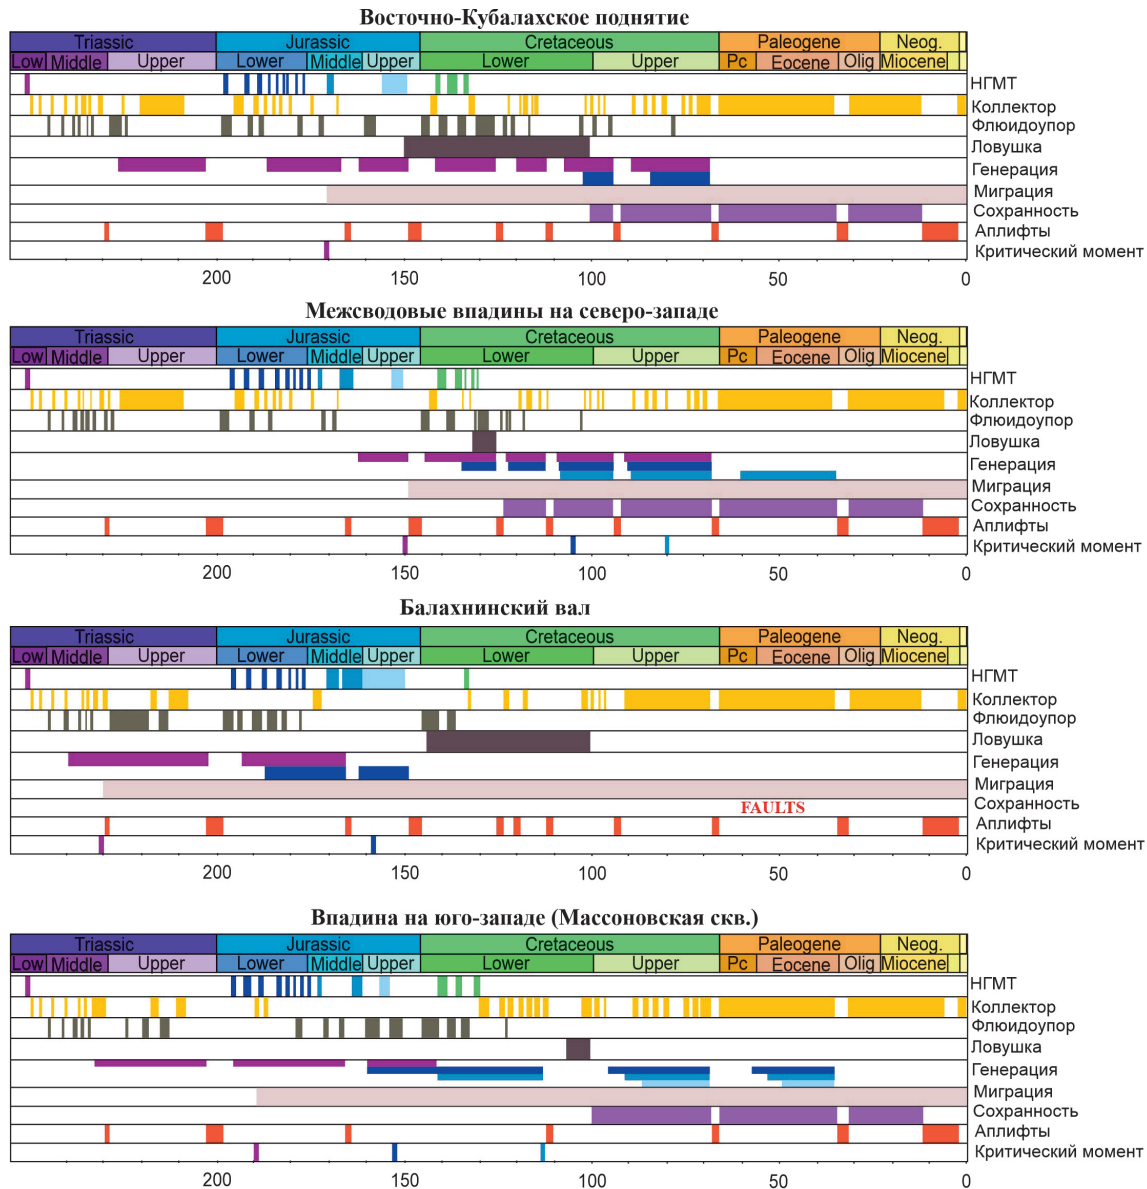 Восточно-Кубалахское поднятие
Triassic Jurassic Cretaceous Paleogene Neog.
Low Middle Upper Lower Middle Upper Lower Upper Pc Eocene Olig Miocene
НГМТ
Коллектор
Флюидоупор
Ловушка
Генерация
Миграция
Сохранность
Аплифты
Критический момент
200 150 100 50 0
Межсводовые впадины на северо-западе
Triassic Jurassic Cretaceous Paleogene Neog.
Low Middle Upper Lower Middle Upper Lower Upper Pc Eocene Olig Miocene
НГМТ
Коллектор
Флюидоупор
Ловушка
Генерация
Миграция
Сохранность
Аплифты
Критический момент
200 150 100 50 0
Балахнинский вал
Triassic Jurassic Cretaceous Paleogene Neog.
Low Middle Upper Lower Middle Upper Lower Upper Pc Eocene Olig Miocene
НГМТ
Коллектор
Флюидоупор
Ловушка
Генерация
Миграция
FAULTS Сохранность
Аплифты
Критический момент
200 150 100 50 0
Впадина на юго-западе (Массоновская скв.)
Triassic Jurassic Cretaceous Paleogene Neog.
Low Middle Upper Lower Middle Upper Lower Upper Pc Eocene Olig Miocene
НГМТ
Коллектор
Флюидоупор
Ловушка
Генерация
Миграция
Сохранность
Аплифты
Критический момент
200 150 100 50 0